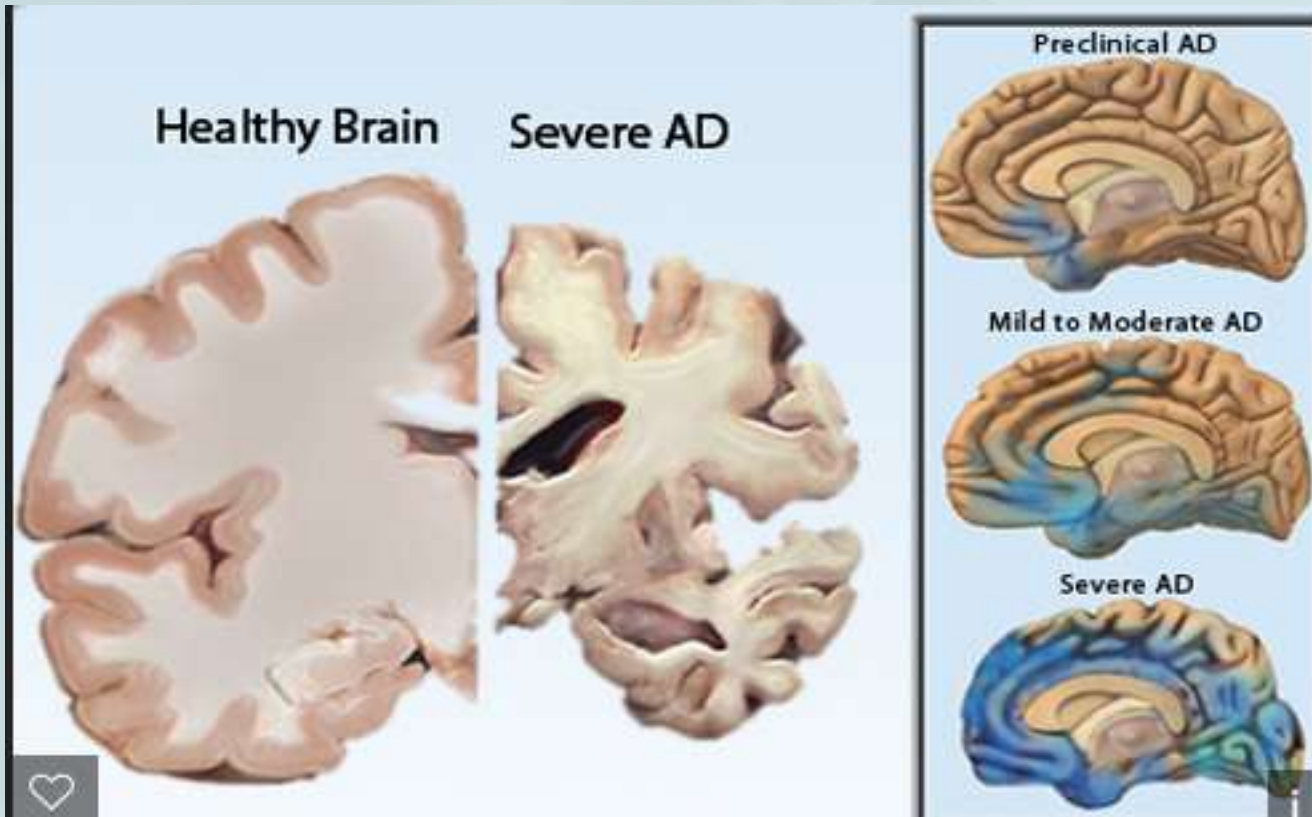 Healthy Brain
Severe AD
Preclinical AD
Mild to Moderate AD
Severe AD
i